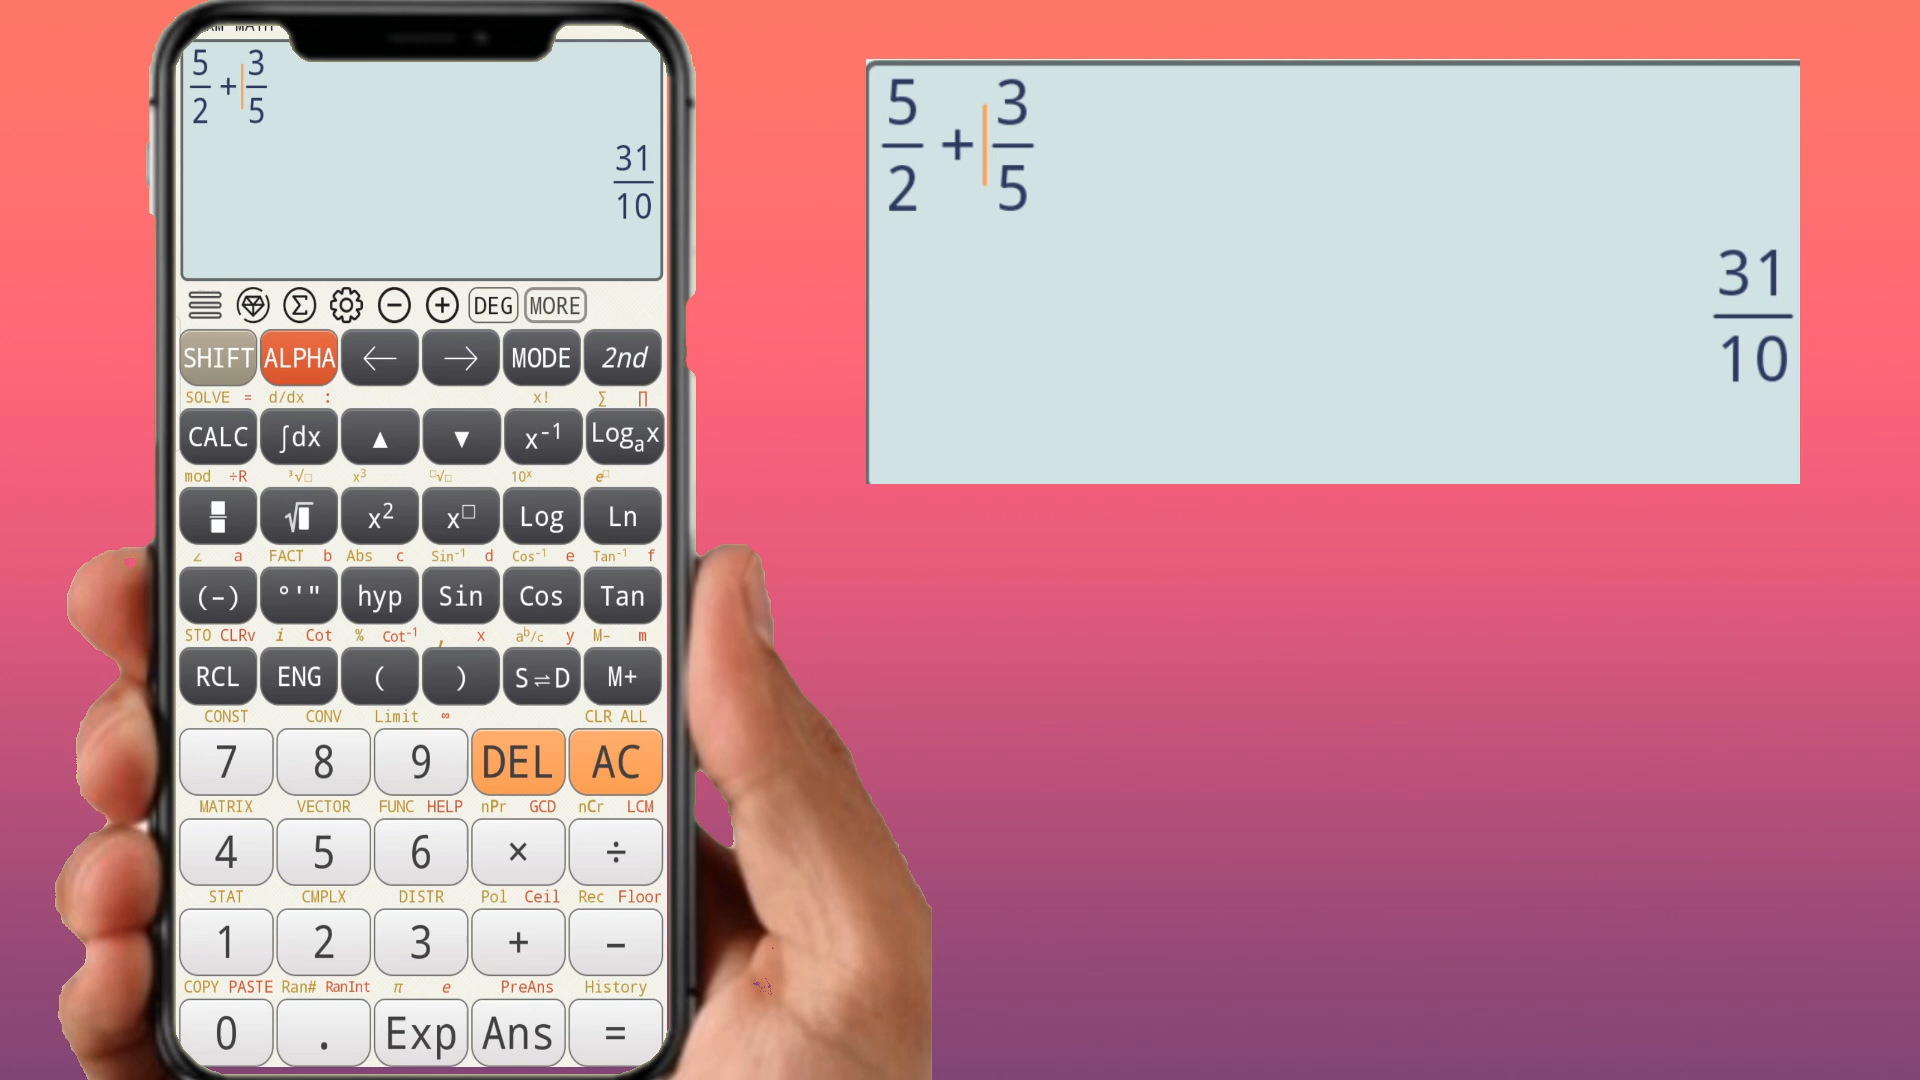 5/2 + 3/5
31/10
DEG MORE
SHIFT ALPHA ← → MODE 2nd
SOLVE = d/dx : x! ∑ ∏
CALC ∫dx ▲ ▼ x⁻¹ Logₐx
mod ÷R ³√□ x³ □√□ 10ˣ e□
√ x² x□ Log Ln
∠ a FACT b Abs c Sin⁻¹ d Cos⁻¹ e Tan⁻¹ f
(−) °'" hyp Sin Cos Tan
STO CLRv i Cot % Cot⁻¹ , x aᵇ/c y M− m
RCL ENG ( ) S⇌D M+
CONST CONV Limit ∞ CLR ALL
7 8 9 DEL AC
MATRIX VECTOR FUNC HELP nPr GCD nCr LCM
4 5 6 × ÷
STAT CMPLX DISTR Pol Ceil Rec Floor
1 2 3 + −
COPY PASTE Ran# RanInt π e PreAns History
0 . Exp Ans =
5/2 + 3/5
31/10